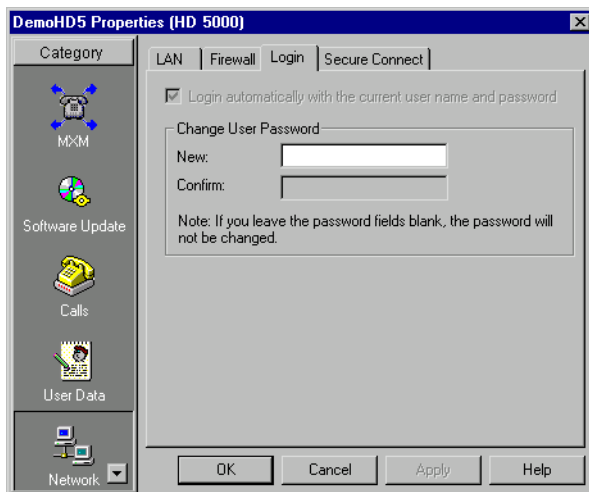 DemoHD5 Properties (HD 5000)
Category
MXM
Software Update
Calls
User Data
Network
LAN
Firewall
Login
Secure Connect
Login automatically with the current user name and password
Change User Password
New:
Confirm:
Note: If you leave the password fields blank, the password will
not be changed.
OK
Cancel
Apply
Help